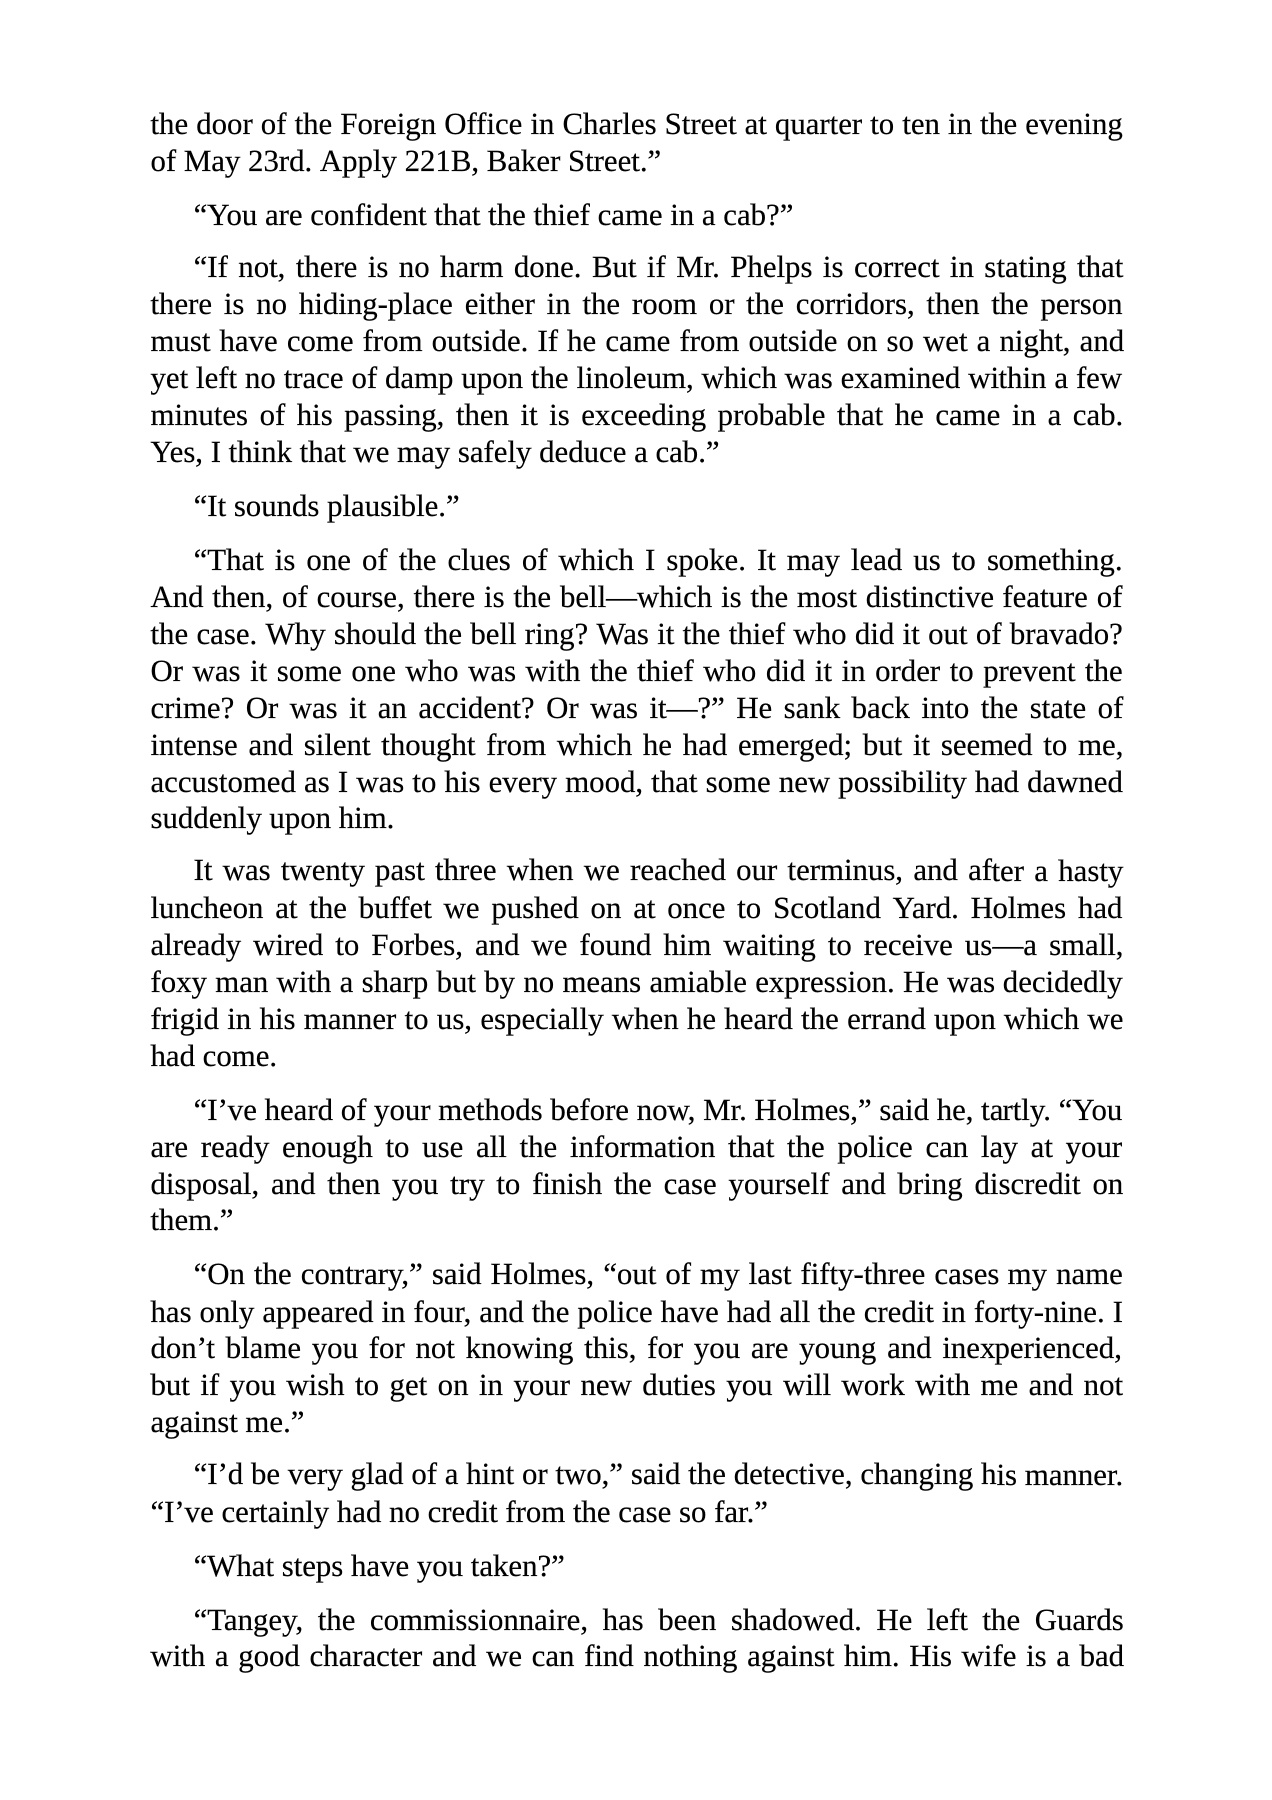 the door of the Foreign Office in Charles Street at quarter to ten in the evening
of May 23rd. Apply 221B, Baker Street.”
“You are confident that the thief came in a cab?”
“If not, there is no harm done. But if Mr. Phelps is correct in stating that
there is no hiding-place either in the room or the corridors, then the person
must have come from outside. If he came from outside on so wet a night, and
yet left no trace of damp upon the linoleum, which was examined within a few
minutes of his passing, then it is exceeding probable that he came in a cab.
Yes, I think that we may safely deduce a cab.”
“It sounds plausible.”
“That is one of the clues of which I spoke. It may lead us to something.
And then, of course, there is the bell—which is the most distinctive feature of
the case. Why should the bell ring? Was it the thief who did it out of bravado?
Or was it some one who was with the thief who did it in order to prevent the
crime? Or was it an accident? Or was it—?” He sank back into the state of
intense and silent thought from which he had emerged; but it seemed to me,
accustomed as I was to his every mood, that some new possibility had dawned
suddenly upon him.
It was twenty past three when we reached our terminus, and after a hasty
luncheon at the buffet we pushed on at once to Scotland Yard. Holmes had
already wired to Forbes, and we found him waiting to receive us—a small,
foxy man with a sharp but by no means amiable expression. He was decidedly
frigid in his manner to us, especially when he heard the errand upon which we
had come.
“I’ve heard of your methods before now, Mr. Holmes,” said he, tartly. “You
are ready enough to use all the information that the police can lay at your
disposal, and then you try to finish the case yourself and bring discredit on
them.”
“On the contrary,” said Holmes, “out of my last fifty-three cases my name
has only appeared in four, and the police have had all the credit in forty-nine. I
don’t blame you for not knowing this, for you are young and inexperienced,
but if you wish to get on in your new duties you will work with me and not
against me.”
“I’d be very glad of a hint or two,” said the detective, changing his manner.
“I’ve certainly had no credit from the case so far.”
“What steps have you taken?”
“Tangey, the commissionnaire, has been shadowed. He left the Guards
with a good character and we can find nothing against him. His wife is a bad